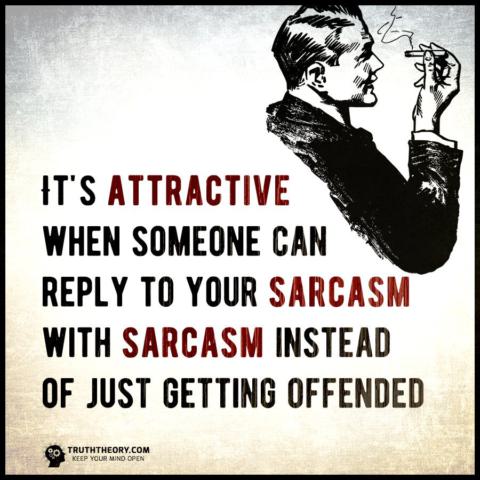 IT'S ATTRACTIVE
WHEN SOMEONE CAN
REPLY TO YOUR SARCASM
WITH SARCASM INSTEAD
OF JUST GETTING OFFENDED
TRUTHTHEORY.COM
KEEP YOUR MIND OPEN